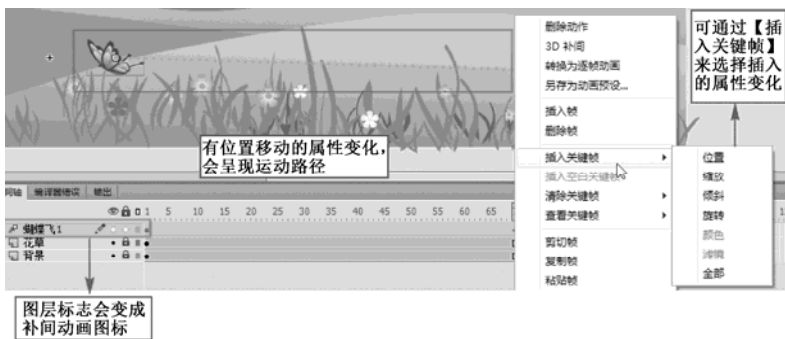 删除动作
3D 补间
转换为逐帧动画
另存为动画预设...
插入帧
删除帧
插入关键帧
插入空白关键帧
清除关键帧
查看关键帧
剪切帧
复制帧
粘贴帧
可通过【插
入关键帧】
来选择插入
的属性变化
位置
缩放
倾斜
旋转
颜色
滤镜
全部
有位置移动的属性变化,
会呈现运动路径
间轴 编译器错误 输出
1 5 10 15 20 25 30 35 40 45 50 55 60 65
蝴蝶飞1
花草
背景
图层标志会变成
补间动画图标